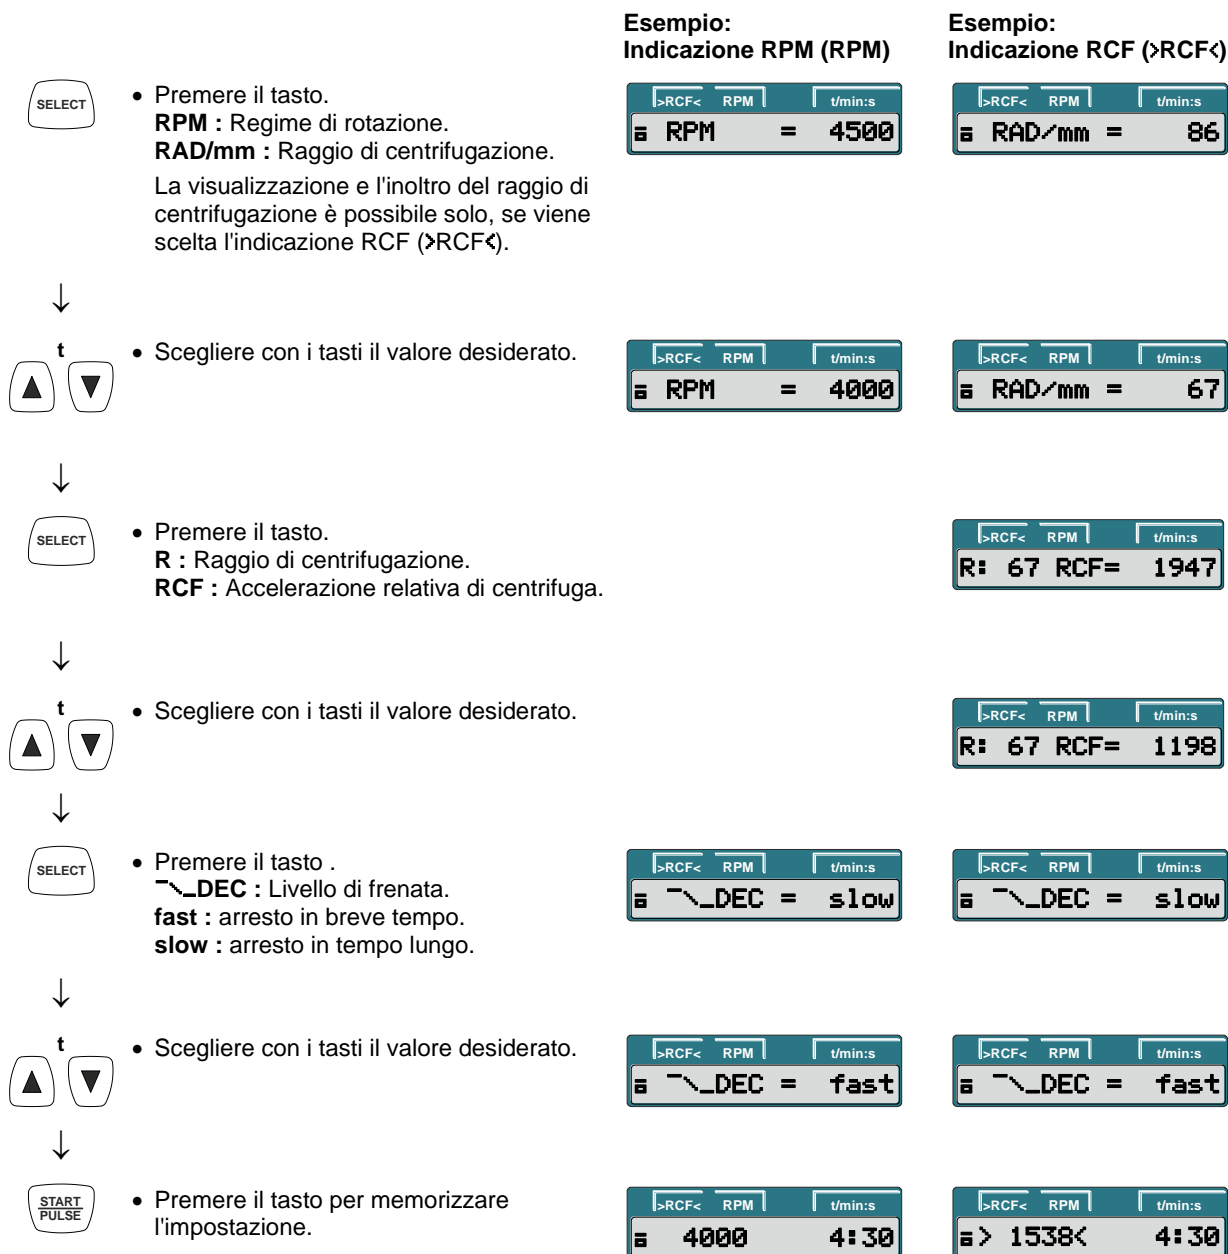 Esempio:
Indicazione RPM (RPM)
Esempio:
Indicazione RCF (>RCF<)
SELECT
• Premere il tasto.
RPM : Regime di rotazione.
RAD/mm : Raggio di centrifugazione.
La visualizzazione e l'inoltro del raggio di
centrifugazione è possibile solo, se viene
scelta l'indicazione RCF (>RCF<).
>RCF< RPM t/min:s
RPM = 4500
>RCF< RPM t/min:s
RAD/mm = 86
↓
t
▲ ▼
• Scegliere con i tasti il valore desiderato.
>RCF< RPM t/min:s
RPM = 4000
>RCF< RPM t/min:s
RAD/mm = 67
↓
SELECT
• Premere il tasto.
R : Raggio di centrifugazione.
RCF : Accelerazione relativa di centrifuga.
>RCF< RPM t/min:s
R: 67 RCF= 1947
↓
t
▲ ▼
• Scegliere con i tasti il valore desiderato.
>RCF< RPM t/min:s
R: 67 RCF= 1198
↓
SELECT
• Premere il tasto .
¯\_DEC : Livello di frenata.
fast : arresto in breve tempo.
slow : arresto in tempo lungo.
>RCF< RPM t/min:s
¯\_DEC = slow
>RCF< RPM t/min:s
¯\_DEC = slow
↓
t
▲ ▼
• Scegliere con i tasti il valore desiderato.
>RCF< RPM t/min:s
¯\_DEC = fast
>RCF< RPM t/min:s
¯\_DEC = fast
↓
START
PULSE
• Premere il tasto per memorizzare
l'impostazione.
>RCF< RPM t/min:s
4000 4:30
>RCF< RPM t/min:s
> 1538< 4:30